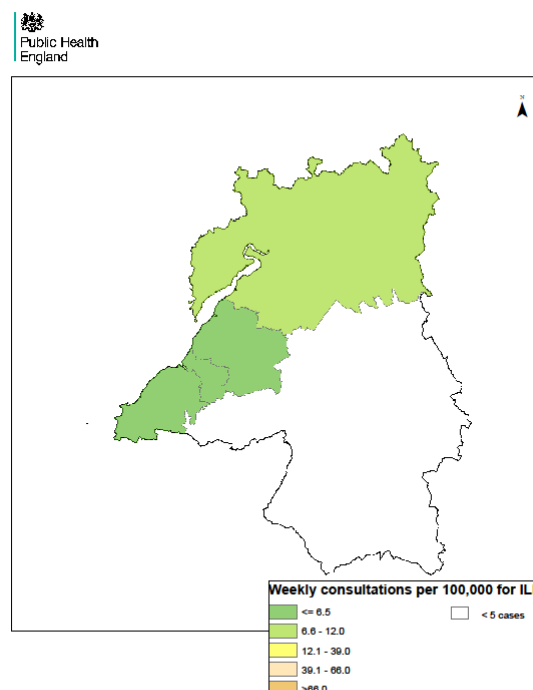 Public Health
England
N
Weekly consultations per 100,000 for IL
<= 6.5
< 5 cases
6.6 - 12.0
12.1 - 39.0
39.1 - 66.0
>66.0